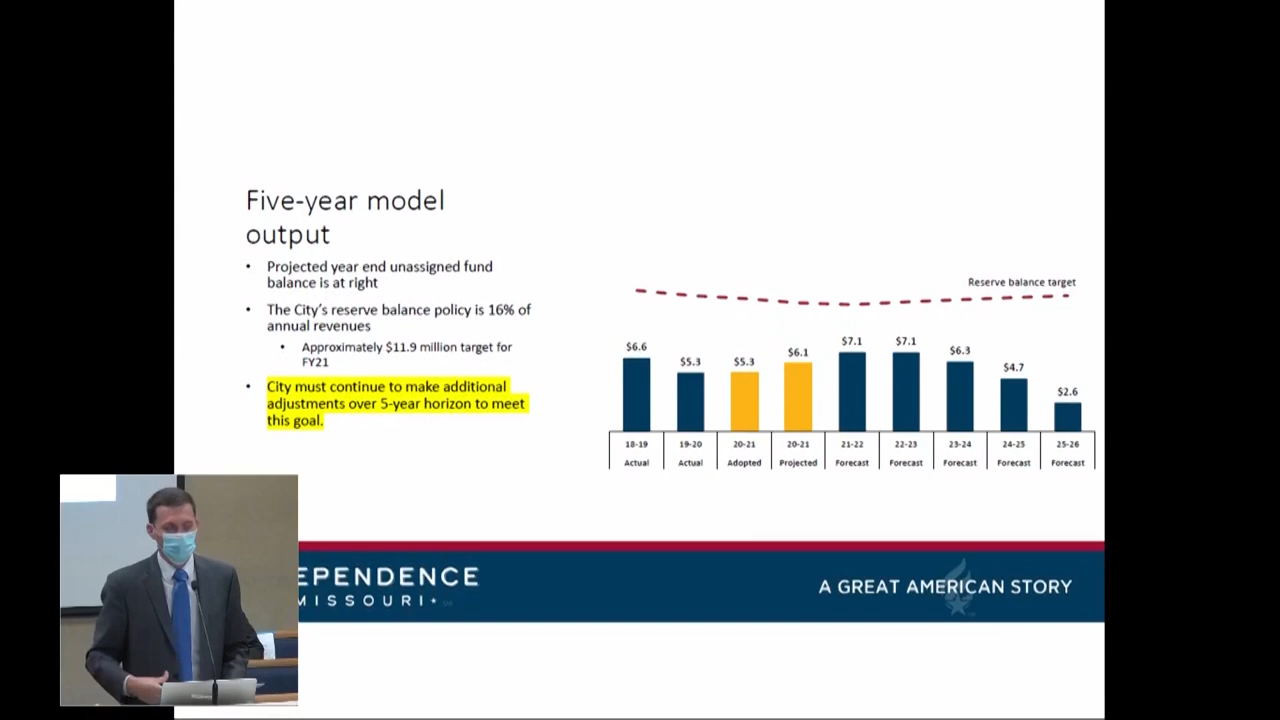 Five-year model
output
• Projected year end unassigned fund
balance is at right
• The City's reserve balance policy is 16% of
annual revenues
• Approximately $11.9 million target for
FY21
• City must continue to make additional
adjustments over 5-year horizon to meet
this goal.
Reserve balance target
$6.6 $5.3 $5.3 $6.1 $7.1 $7.1 $6.3 $4.7 $2.6
18-19 19-20 20-21 20-21 21-22 22-23 23-24 24-25 25-26
Actual Actual Adopted Projected Forecast Forecast Forecast Forecast Forecast
EPENDENCE
MISSOURI
A GREAT AMERICAN STORY